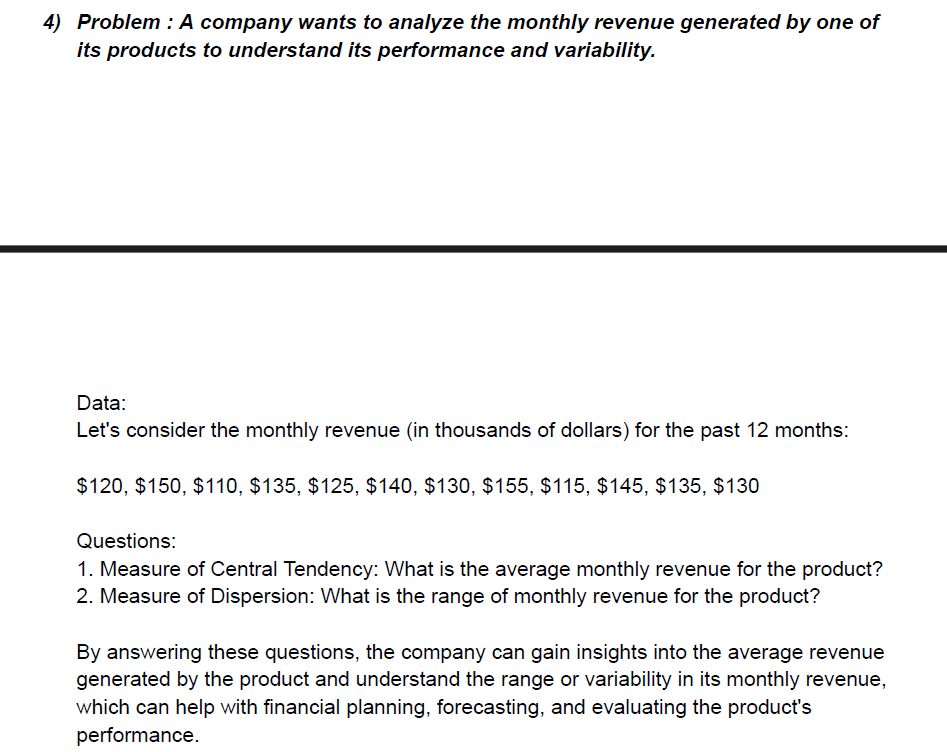 4) Problem : A company wants to analyze the monthly revenue generated by one of
its products to understand its performance and variability.
Data:
Let's consider the monthly revenue (in thousands of dollars) for the past 12 months:
$120, $150, $110, $135, $125, $140, $130, $155, $115, $145, $135, $130
Questions:
1. Measure of Central Tendency: What is the average monthly revenue for the product?
2. Measure of Dispersion: What is the range of monthly revenue for the product?
By answering these questions, the company can gain insights into the average revenue
generated by the product and understand the range or variability in its monthly revenue,
which can help with financial planning, forecasting, and evaluating the product's
performance.